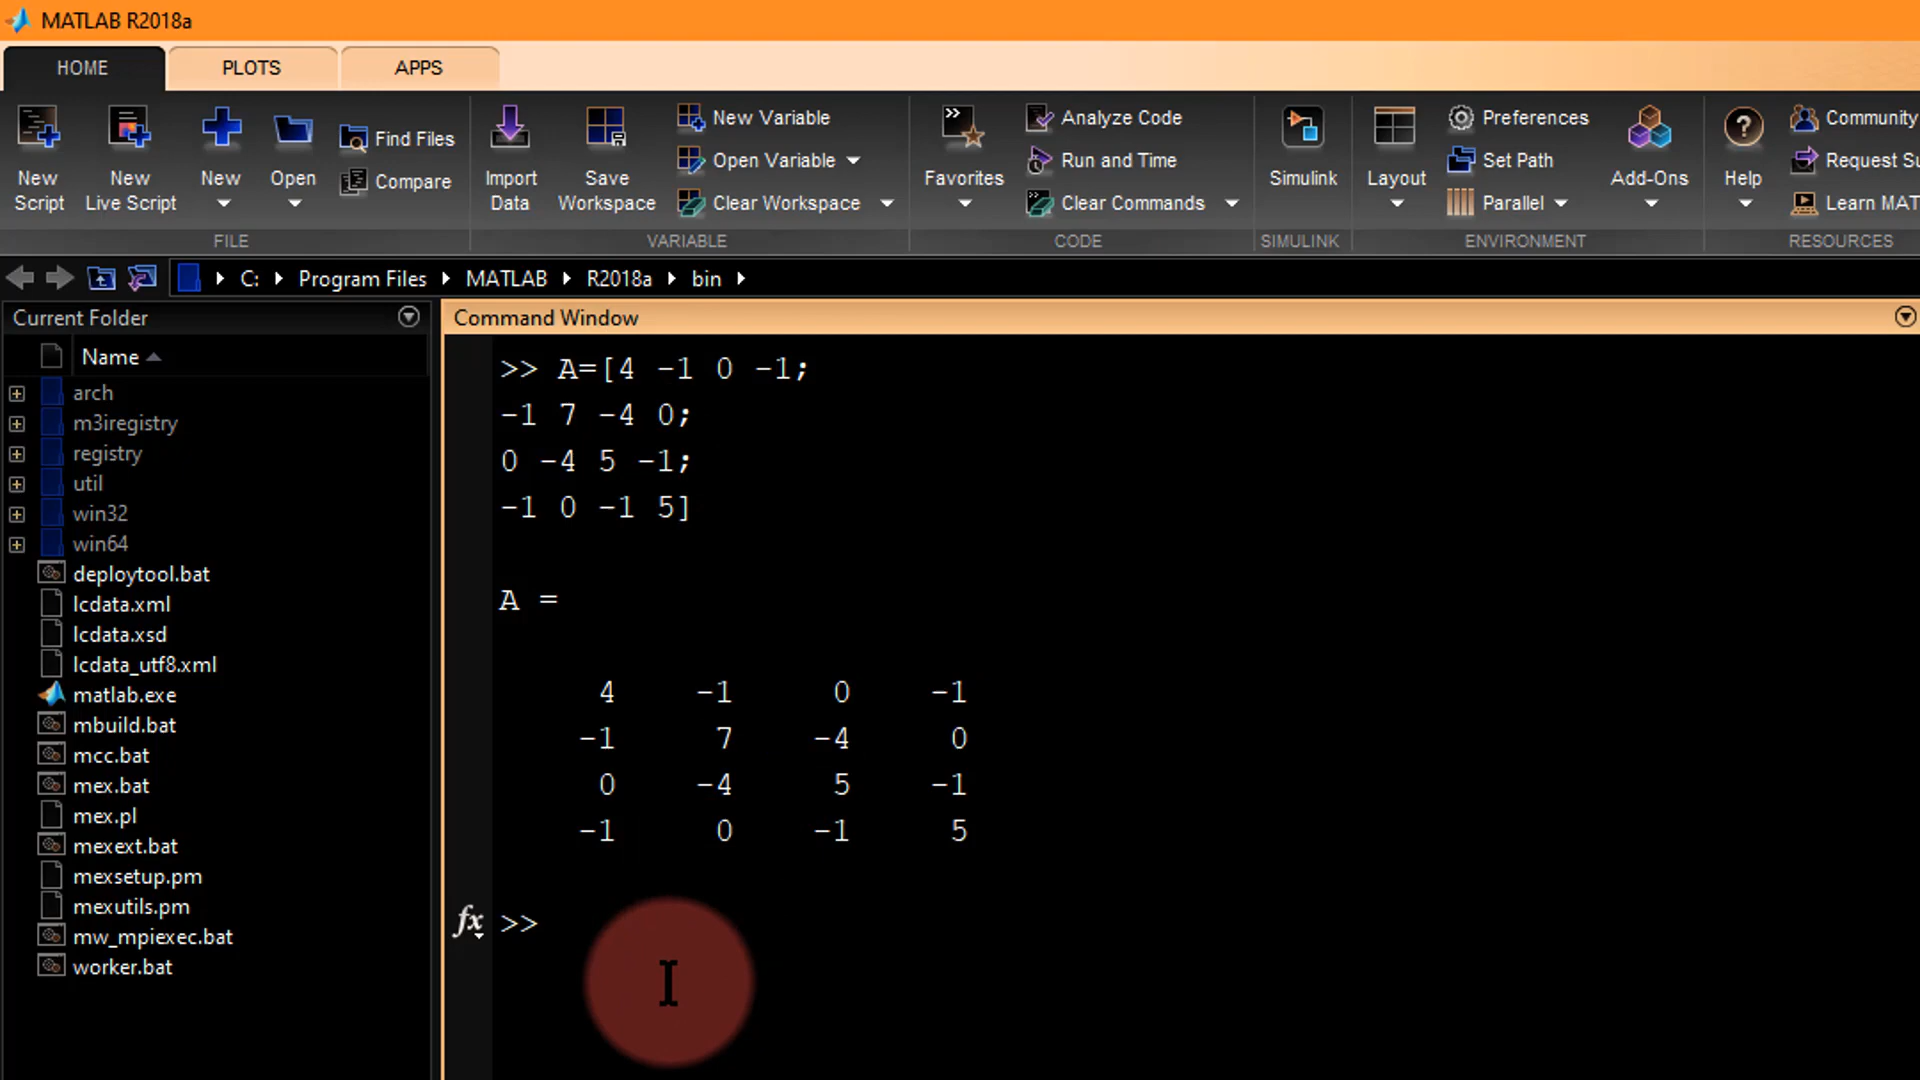 MATLAB R2018a
HOME PLOTS APPS
New Script
New Live Script
New
Open
Find Files
Compare
Import Data
Save Workspace
New Variable
Open Variable
Clear Workspace
Favorites
Analyze Code
Run and Time
Clear Commands
Simulink
Layout
Preferences
Set Path
Parallel
Add-Ons
? Help
Community
Request Su
Learn MAT
FILE VARIABLE CODE SIMULINK ENVIRONMENT RESOURCES
C: Program Files MATLAB R2018a bin
Current Folder
Name
arch
m3iregistry
registry
util
win32
win64
deploytool.bat
lcdata.xml
lcdata.xsd
lcdata_utf8.xml
matlab.exe
mbuild.bat
mcc.bat
mex.bat
mex.pl
mexext.bat
mexsetup.pm
mexutils.pm
mw_mpiexec.bat
worker.bat
Command Window
>> A=[4 -1 0 -1;
-1 7 -4 0;
0 -4 5 -1;
-1 0 -1 5]
A =
4 -1 0 -1
-1 7 -4 0
0 -4 5 -1
-1 0 -1 5
fx >>